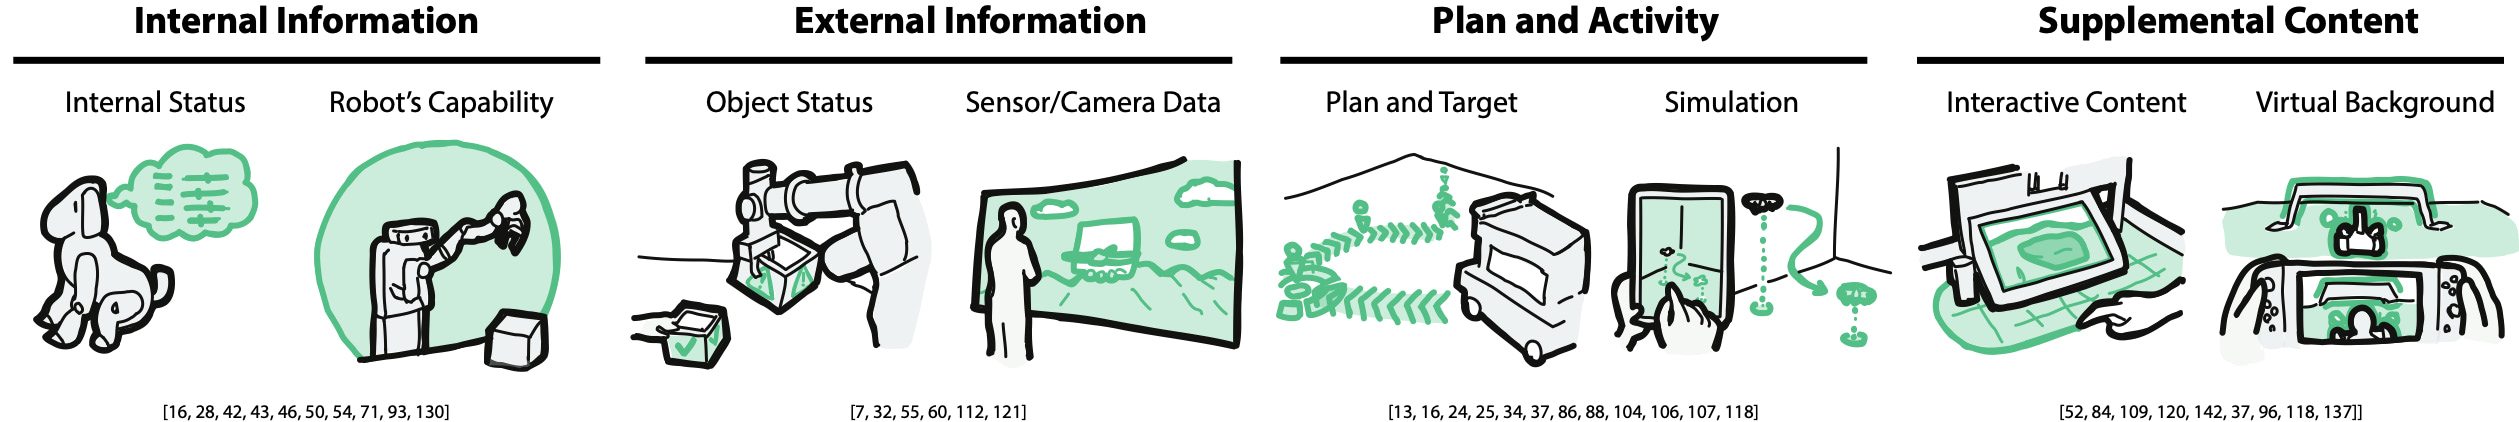 Internal Information
External Information
Plan and Activity
Supplemental Content
Internal Status
Robot's Capability
Object Status
Sensor/Camera Data
Plan and Target
Simulation
Interactive Content
Virtual Background
[16, 28, 42, 43, 46, 50, 54, 71, 93, 130]
[7, 32, 55, 60, 112, 121]
[13, 16, 24, 25, 34, 37, 86, 88, 104, 106, 107, 118]
[52, 84, 109, 120, 142, 37, 96, 118, 137]]